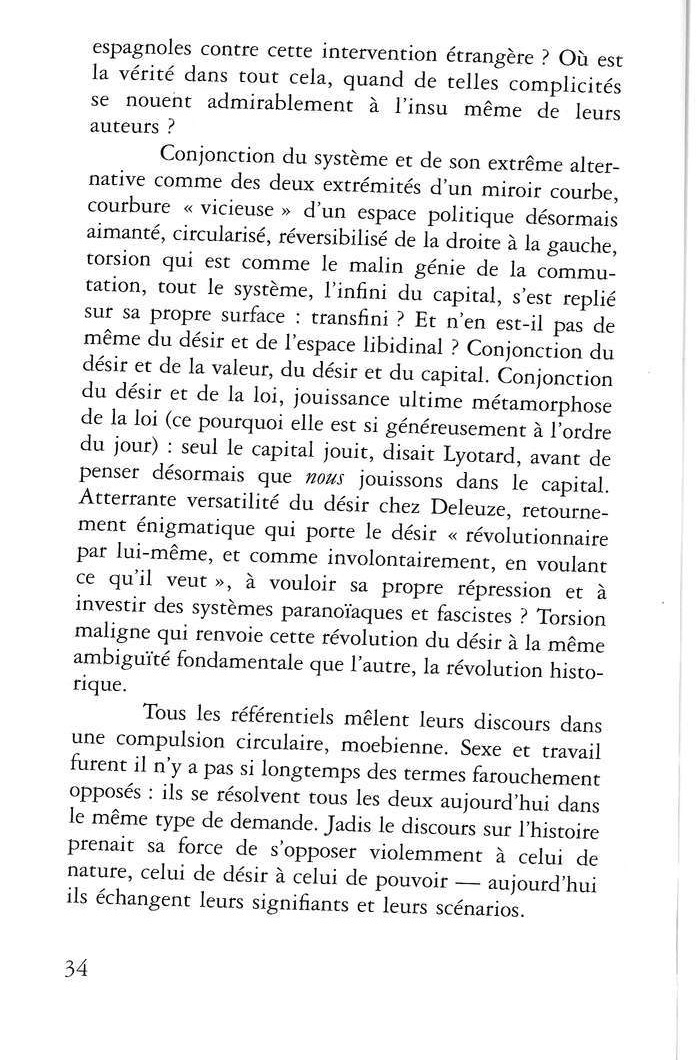 espagnoles contre cette intervention étrangère ? Où est
la vérité dans tout cela, quand de telles complicités
se nouent admirablement à l'insu même de leurs
auteurs ?
Conjonction du système et de son extrême alter-
native comme des deux extrémités d'un miroir courbe,
courbure « vicieuse » d'un espace politique désormais
aimanté, circularisé, réversibilisé de la droite à la gauche,
torsion qui est comme le malin génie de la commu-
tation, tout le système, l'infini du capital, s'est replié
sur sa propre surface : transfini ? Et n'en est-il pas de
même du désir et de l'espace libidinal ? Conjonction du
désir et de la valeur, du désir et du capital. Conjonction
du désir et de la loi, jouissance ultime métamorphose
de la loi (ce pourquoi elle est si généreusement à l'ordre
du jour) : seul le capital jouit, disait Lyotard, avant de
penser désormais que nous jouissons dans le capital.
Atterrante versatilité du désir chez Deleuze, retourne-
ment énigmatique qui porte le désir « révolutionnaire
par lui-même, et comme involontairement, en voulant
ce qu'il veut », à vouloir sa propre répression et à
investir des systèmes paranoïaques et fascistes ? Torsion
maligne qui renvoie cette révolution du désir à la même
ambiguïté fondamentale que l'autre, la révolution histo-
rique.
Tous les référentiels mêlent leurs discours dans
une compulsion circulaire, moebienne. Sexe et travail
furent il n'y a pas si longtemps des termes farouchement
opposés : ils se résolvent tous les deux aujourd'hui dans
le même type de demande. Jadis le discours sur l'histoire
prenait sa force de s'opposer violemment à celui de
nature, celui de désir à celui de pouvoir — aujourd'hui
ils échangent leurs signifiants et leurs scénarios.
34